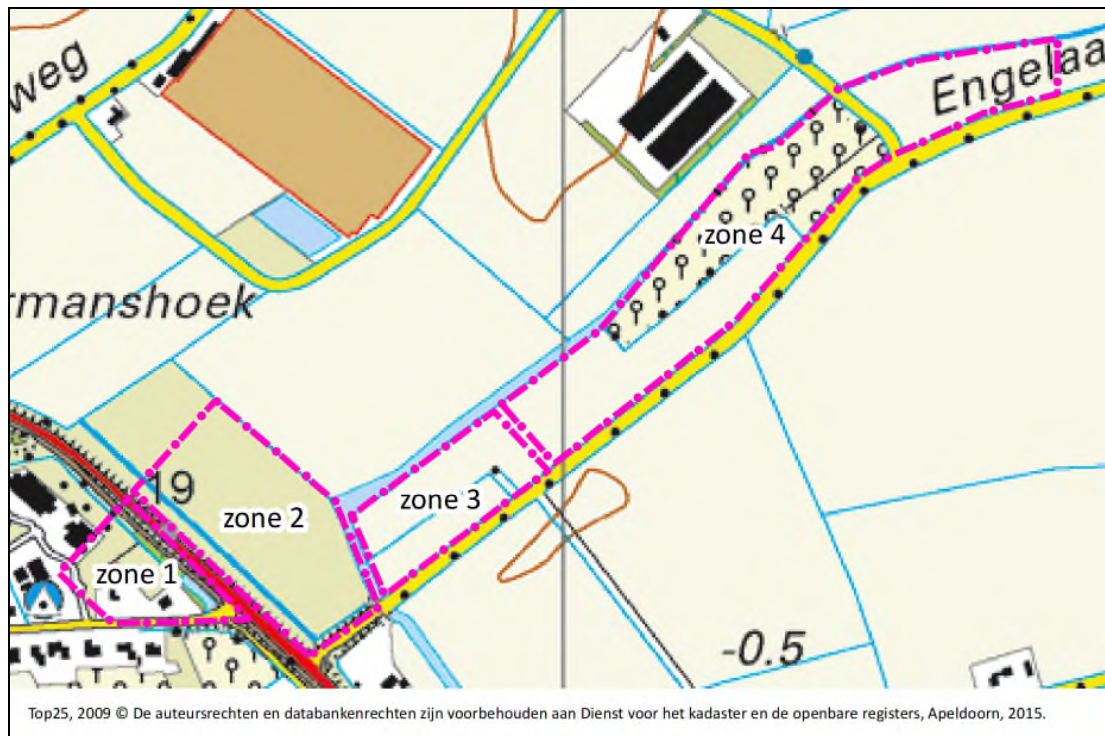 weg
Engelaa
zone 4
rmanshoek
19
zone 3
zone 2
zone 1
-0.5
Top25, 2009 © De auteursrechten en databankenrechten zijn voorbehouden aan Dienst voor het kadaster en de openbare registers, Apeldoorn, 2015.